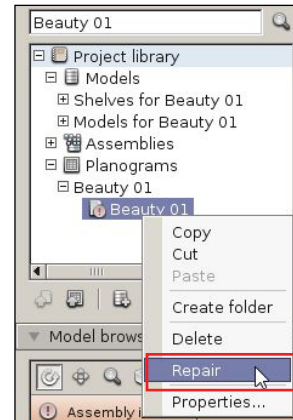 Beauty 01
Project library
Models
Shelves for Beauty 01
Models for Beauty 01
Assemblies
Planograms
Beauty 01
Beauty 01
Copy
Cut
Paste
Create folder
Delete
Model brows
Repair
Properties...
Assembly i